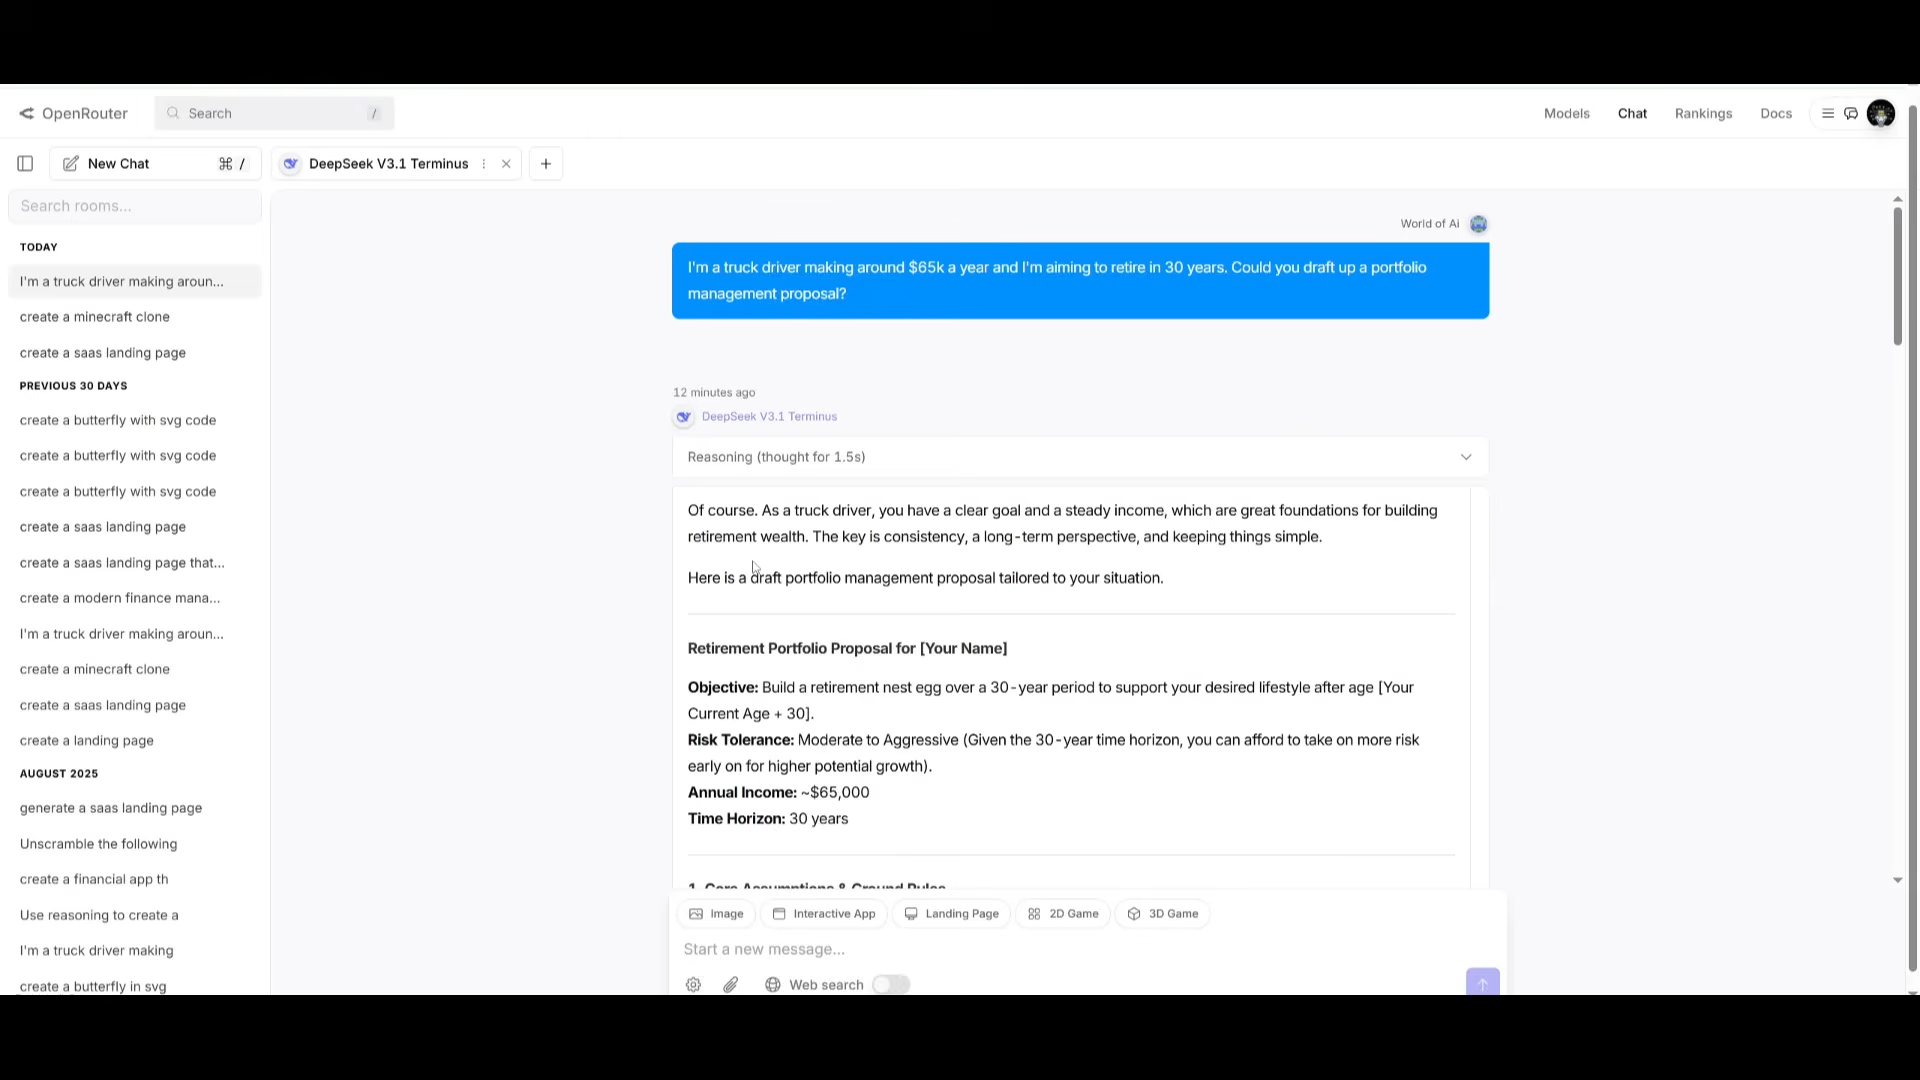 OpenRouter
Search
/
Models
Chat
Rankings
Docs
New Chat
⌘ /
DeepSeek V3.1 Terminus
Search rooms...
TODAY
I'm a truck driver making aroun...
create a minecraft clone
create a saas landing page
PREVIOUS 30 DAYS
create a butterfly with svg code
create a butterfly with svg code
create a butterfly with svg code
create a saas landing page
create a saas landing page that...
create a modern finance mana...
I'm a truck driver making aroun...
create a minecraft clone
create a saas landing page
create a landing page
AUGUST 2025
generate a saas landing page
Unscramble the following
create a financial app th
Use reasoning to create a
I'm a truck driver making
create a butterfly in svg
World of Ai
I'm a truck driver making around $65k a year and I'm aiming to retire in 30 years. Could you draft up a portfolio
management proposal?
12 minutes ago
DeepSeek V3.1 Terminus
Reasoning (thought for 1.5s)
Of course. As a truck driver, you have a clear goal and a steady income, which are great foundations for building
retirement wealth. The key is consistency, a long-term perspective, and keeping things simple.
Here is a draft portfolio management proposal tailored to your situation.
Retirement Portfolio Proposal for [Your Name]
Objective: Build a retirement nest egg over a 30-year period to support your desired lifestyle after age [Your
Current Age + 30].
Risk Tolerance: Moderate to Aggressive (Given the 30-year time horizon, you can afford to take on more risk
early on for higher potential growth).
Annual Income: ~$65,000
Time Horizon: 30 years
1. Core Assumptions & Ground Rules
Image
Interactive App
Landing Page
2D Game
3D Game
Start a new message...
Web search